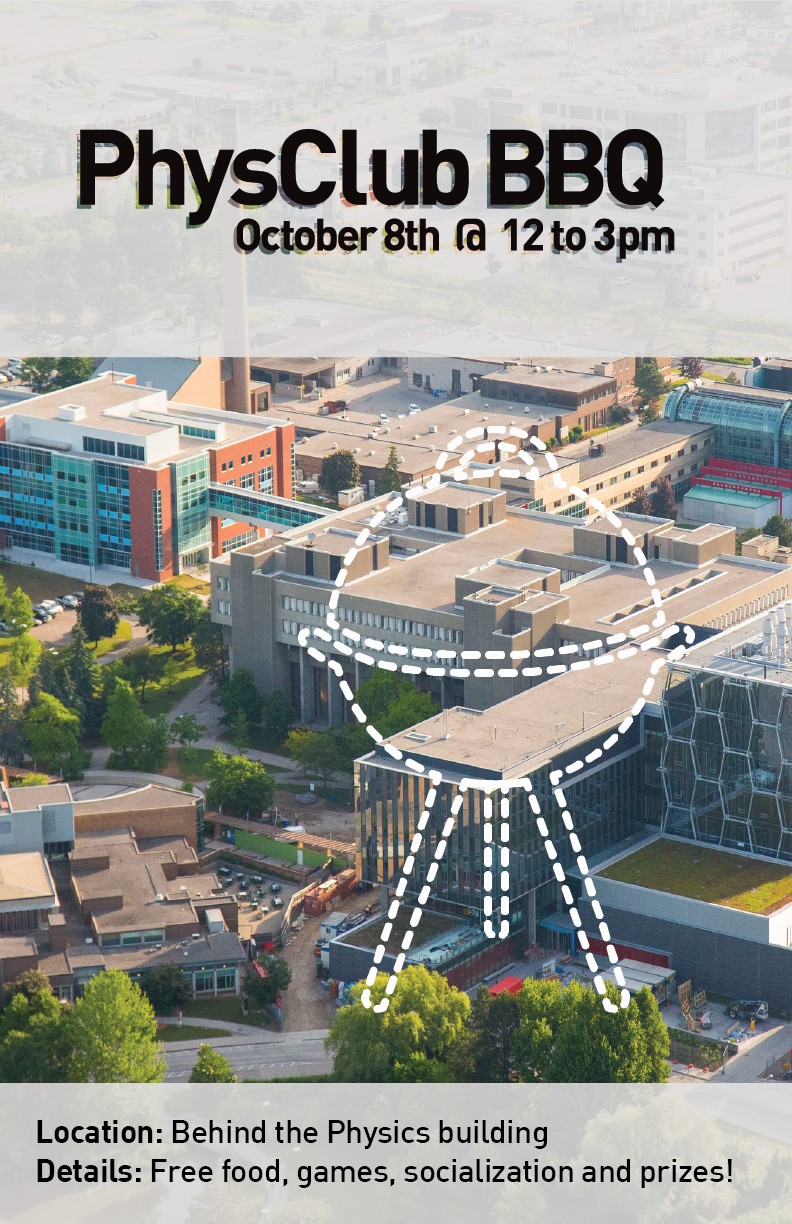 PhysClub BBQ
October 8th @ 12 to 3pm
Location: Behind the Physics building
Details: Free food, games, socialization and prizes!